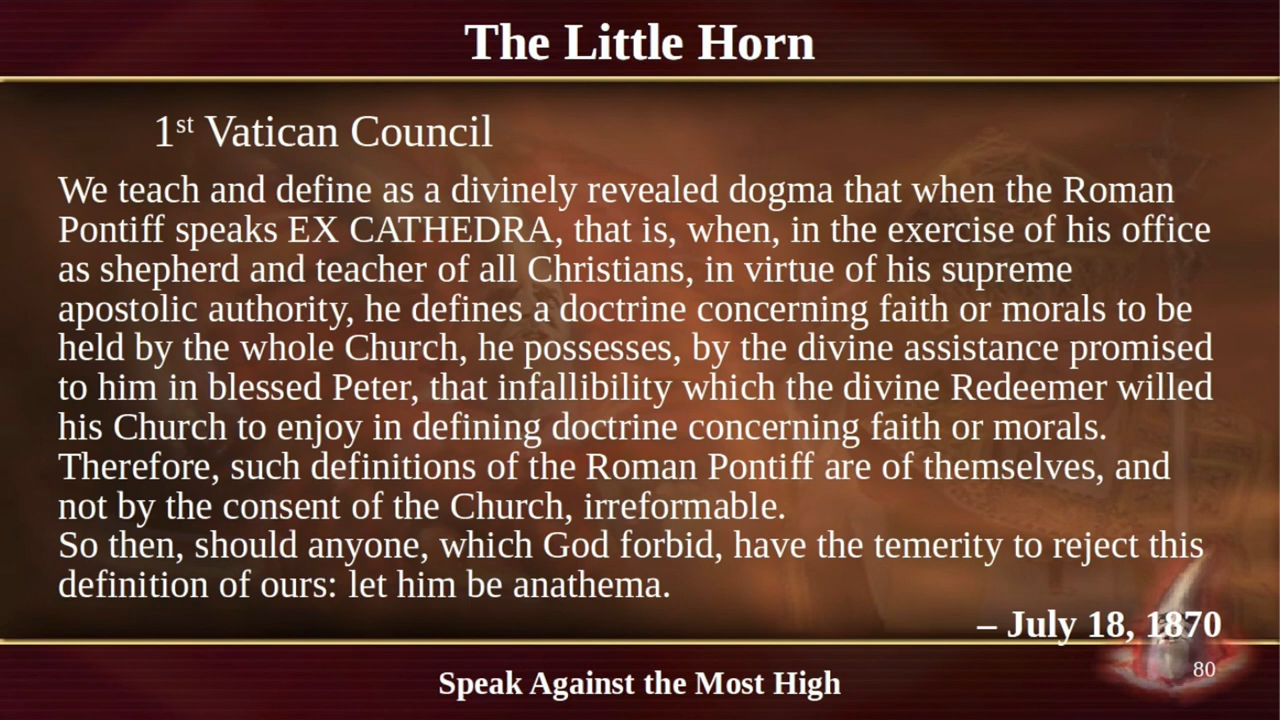 The Little Horn
1st Vatican Council
We teach and define as a divinely revealed dogma that when the Roman
Pontiff speaks EX CATHEDRA, that is, when, in the exercise of his office
as shepherd and teacher of all Christians, in virtue of his supreme
apostolic authority, he defines a doctrine concerning faith or morals to be
held by the whole Church, he possesses, by the divine assistance promised
to him in blessed Peter, that infallibility which the divine Redeemer willed
his Church to enjoy in defining doctrine concerning faith or morals.
Therefore, such definitions of the Roman Pontiff are of themselves, and
not by the consent of the Church, irreformable.
So then, should anyone, which God forbid, have the temerity to reject this
definition of ours: let him be anathema.
– July 18, 1870
80
Speak Against the Most High